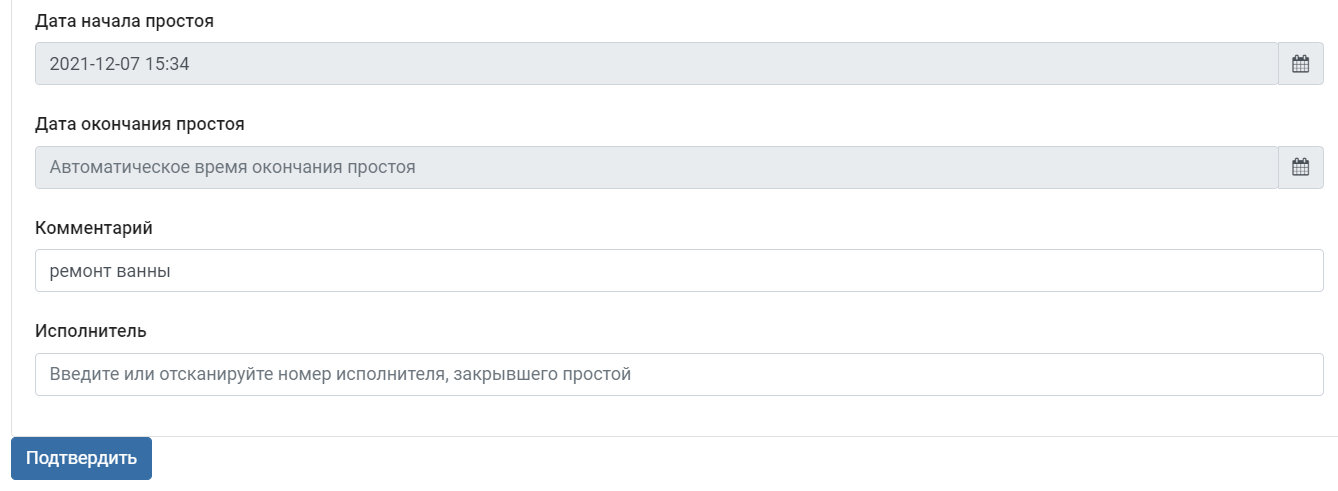 Дата начала простоя
2021-12-07 15:34
Дата окончания простоя
Автоматическое время окончания простоя
Комментарий
ремонт ванны
Исполнитель
Введите или отсканируйте номер исполнителя, закрывшего простой
Подтвердить